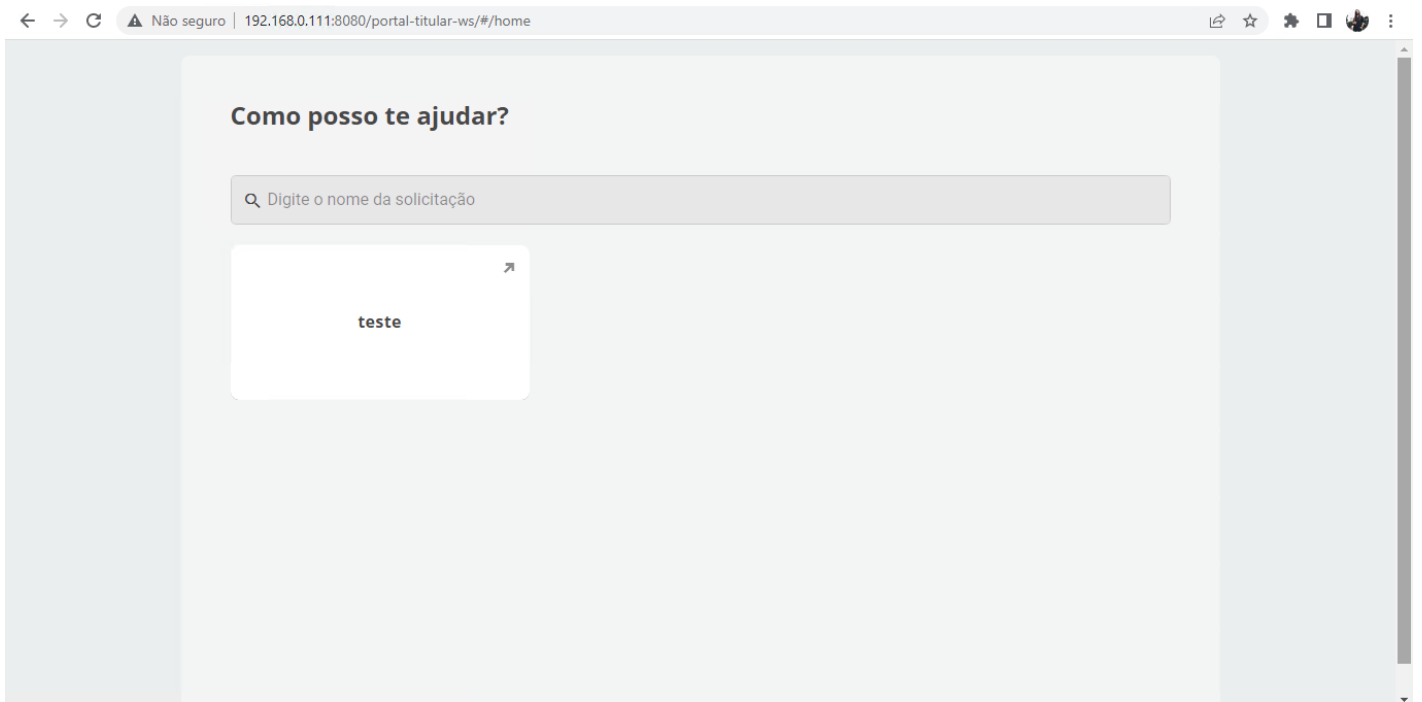 Não seguro | 192.168.0.111:8080/portal-titular-ws/#/home
Como posso te ajudar?
Digite o nome da solicitação
teste